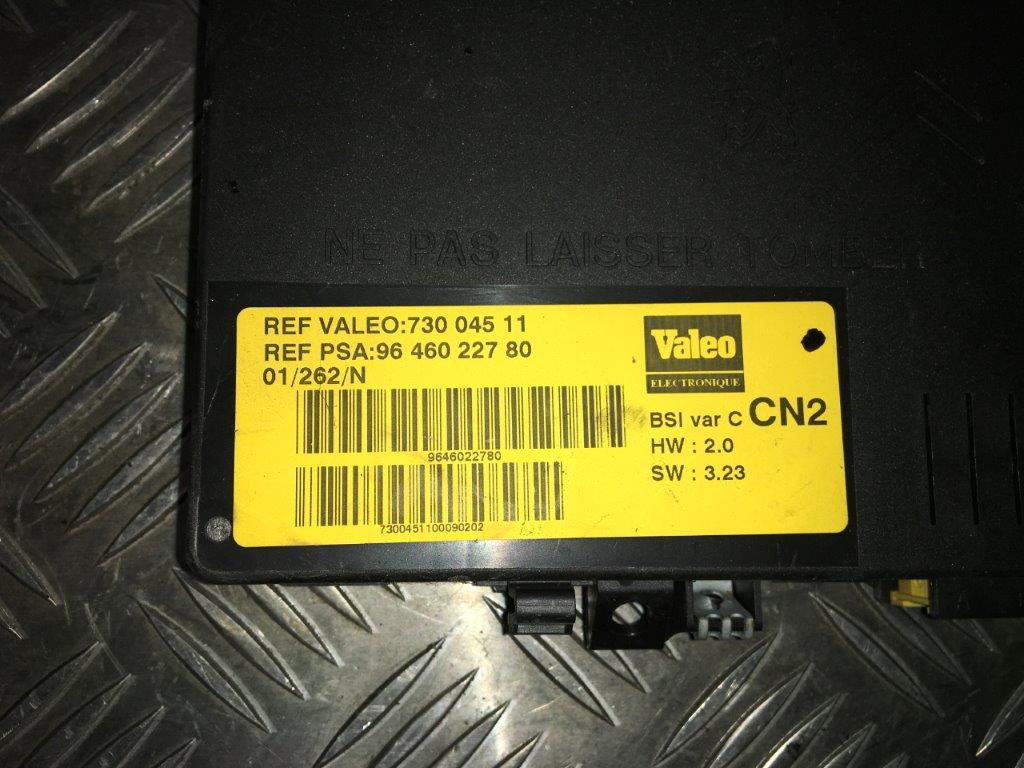 NE PAS LAISSER TOMBER
REF VALEO:730 045 11
REF PSA:96 460 227 80
01/262/N
9646022780
7300451100090202
Valeo
ELECTRONIQUE
BSI var C CN2
HW : 2.0
SW : 3.23